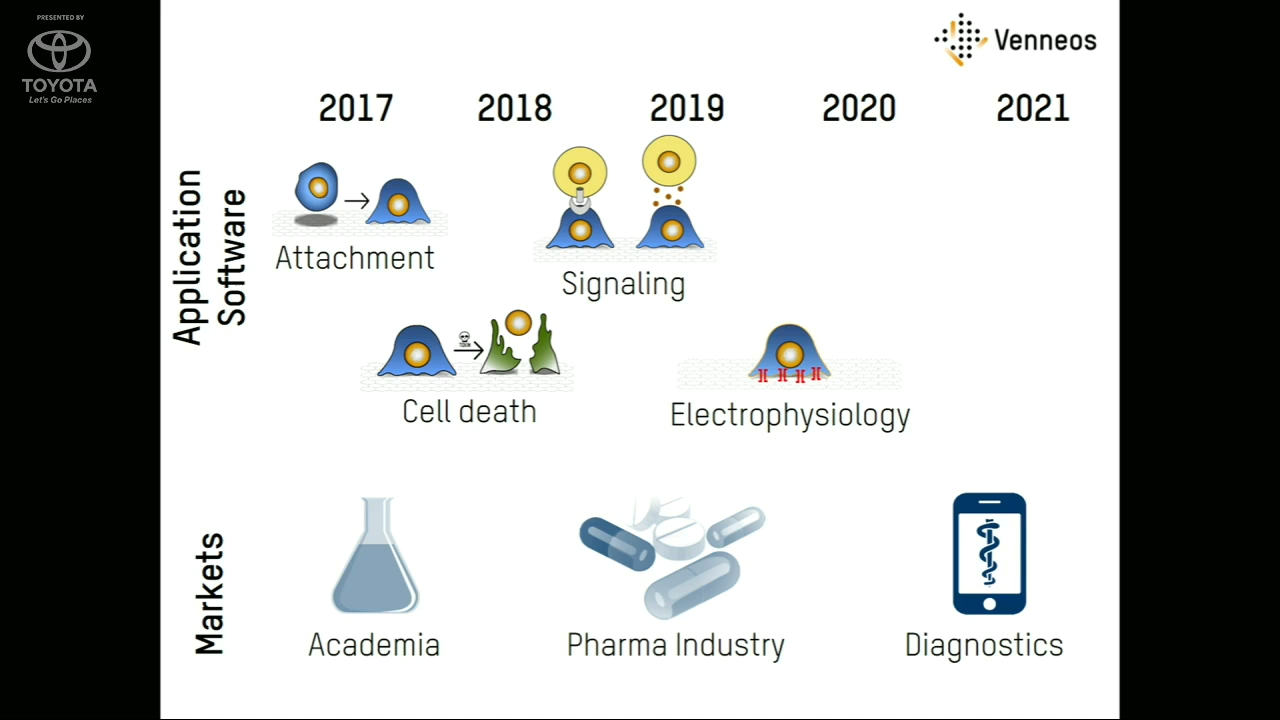 PRESENTED BY
TOYOTA
Let's Go Places
Venneos
2017 2018 2019 2020 2021
Application
Software
Attachment
Signaling
Cell death
Electrophysiology
Markets
Academia
Pharma Industry
Diagnostics